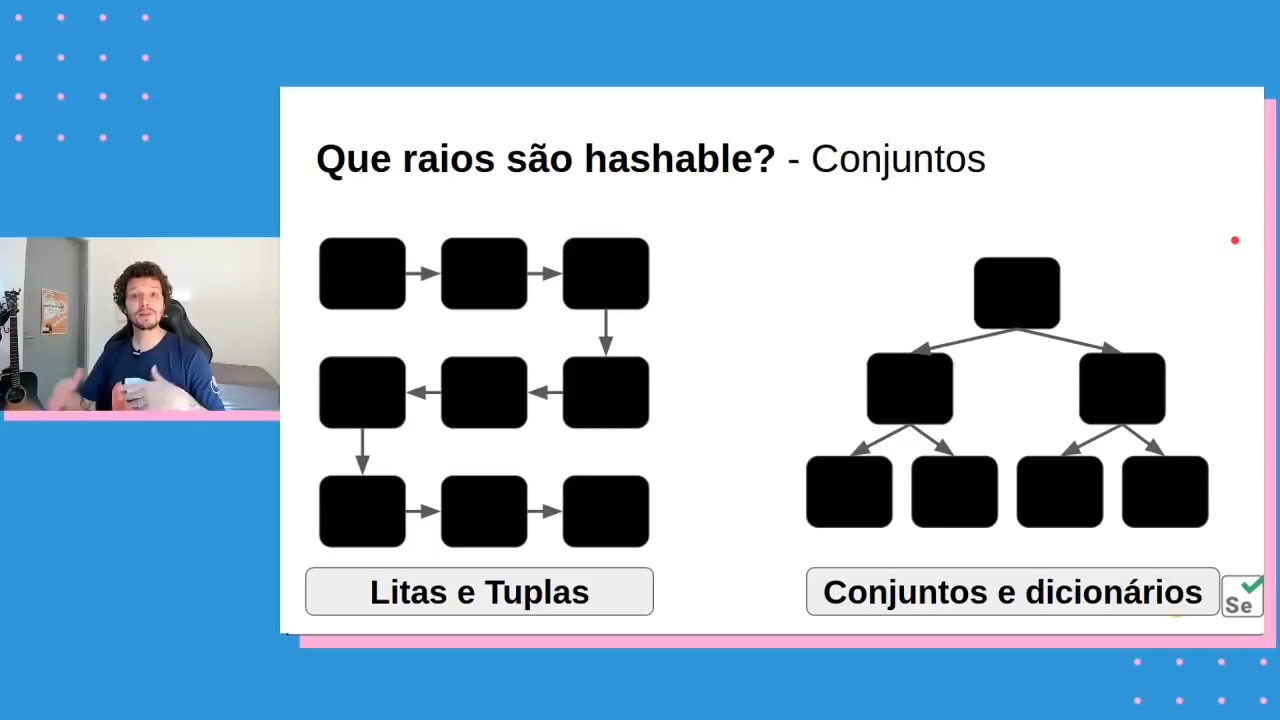 Que raios são hashable? - Conjuntos
Litas e Tuplas
Conjuntos e dicionários
Se